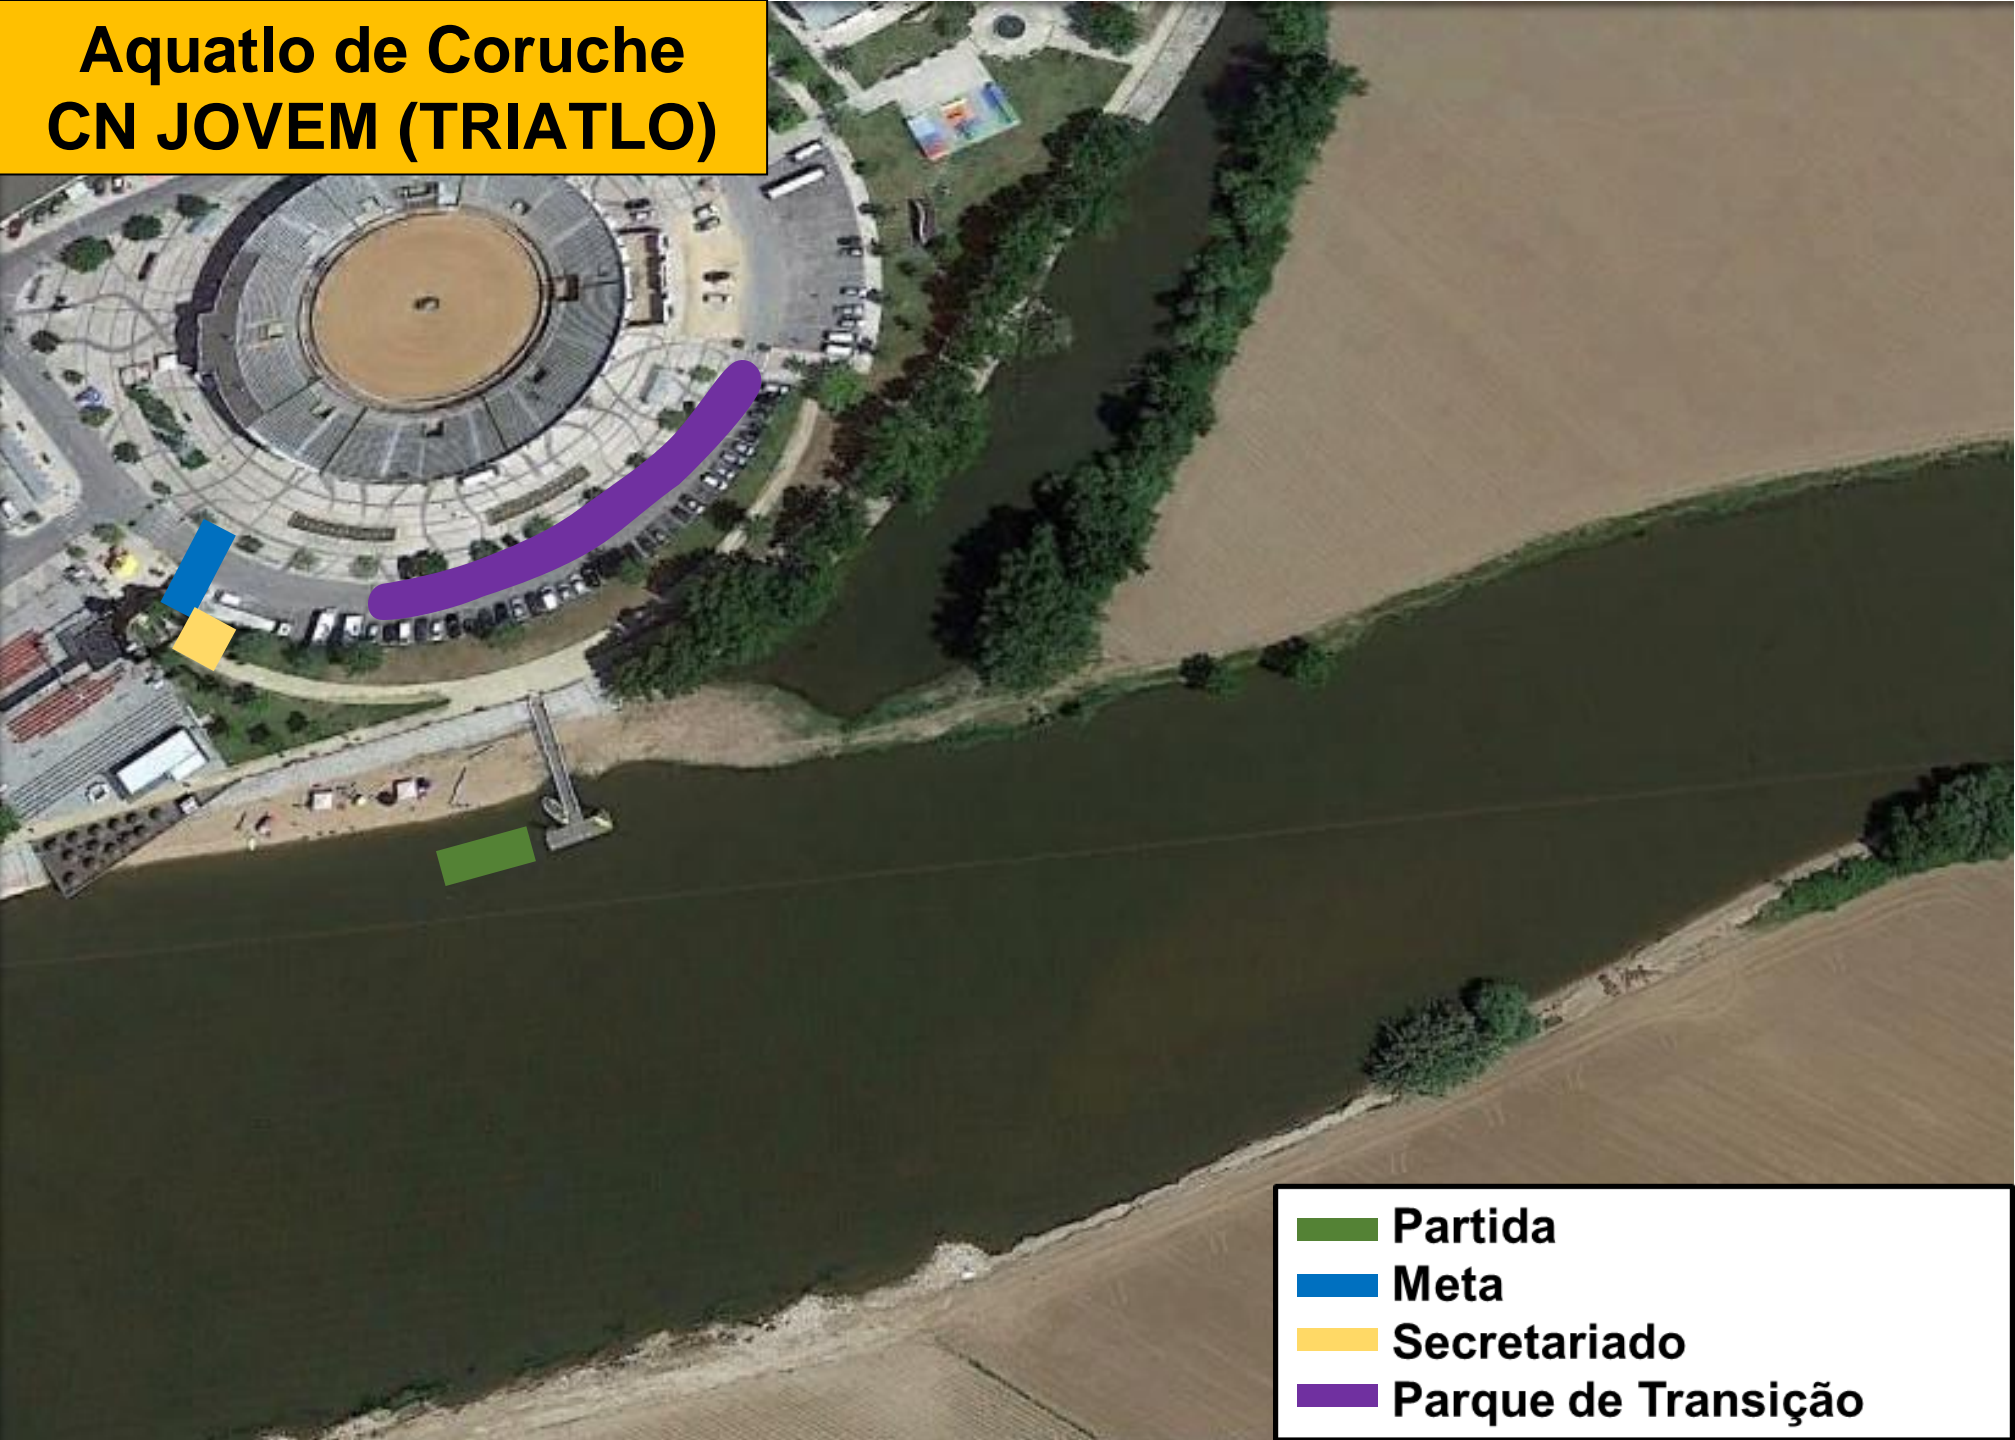 Aquatlo de Coruche
CN JOVEM (TRIATLO)
Partida
Meta
Secretariado
Parque de Transição